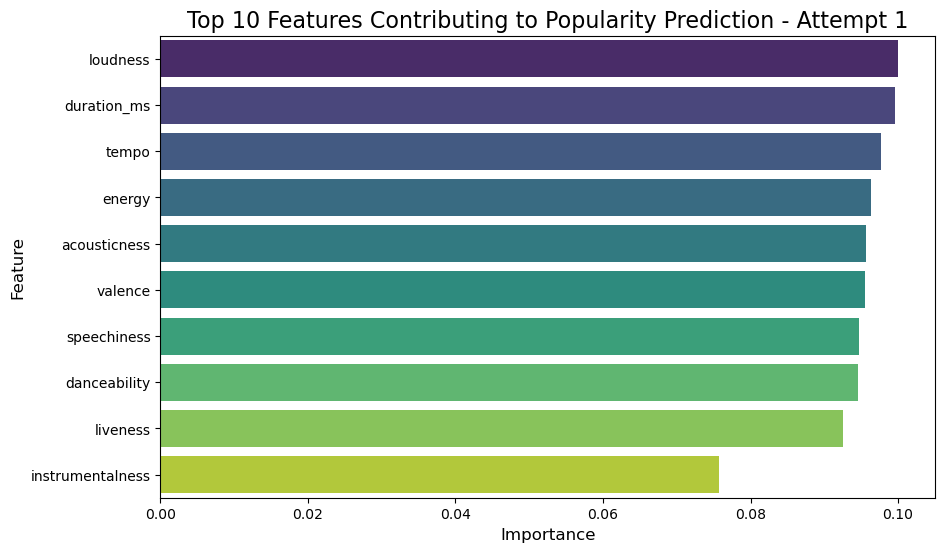 Top 10 Features Contributing to Popularity Prediction - Attempt 1
Feature
loudness
duration_ms
tempo
energy
acousticness
valence
speechiness
danceability
liveness
instrumentalness
0.00 0.02 0.04 0.06 0.08 0.10
Importance